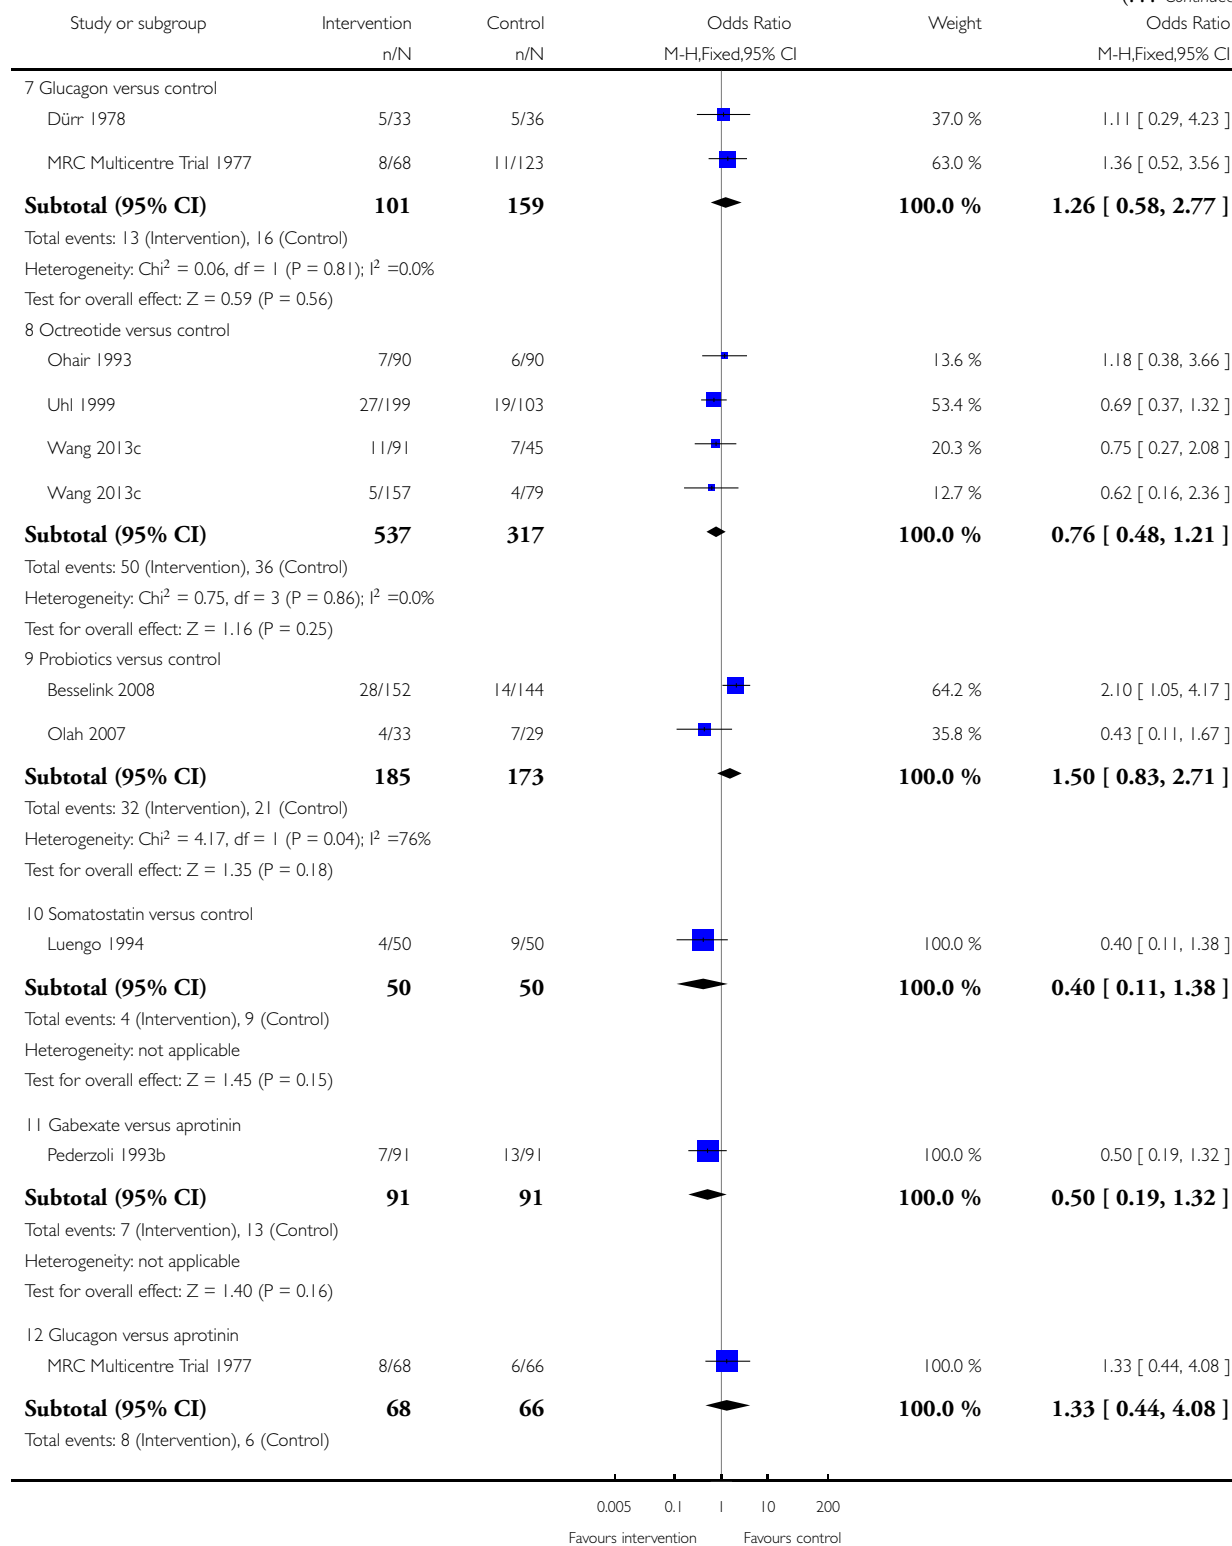 Continued
Study or subgroup Intervention Control Odds Ratio Weight Odds Ratio
n/N n/N M-H,Fixed,95% CI M-H,Fixed,95% CI
7 Glucagon versus control
Dürr 1978 5/33 5/36 37.0 % 1.11 [ 0.29, 4.23 ]
MRC Multicentre Trial 1977 8/68 11/123 63.0 % 1.36 [ 0.52, 3.56 ]
Subtotal (95% CI) 101 159 100.0 % 1.26 [ 0.58, 2.77 ]
Total events: 13 (Intervention), 16 (Control)
Heterogeneity: Chi² = 0.06, df = 1 (P = 0.81); I² =0.0%
Test for overall effect: Z = 0.59 (P = 0.56)
8 Octreotide versus control
Ohair 1993 7/90 6/90 13.6 % 1.18 [ 0.38, 3.66 ]
Uhl 1999 27/199 19/103 53.4 % 0.69 [ 0.37, 1.32 ]
Wang 2013c 11/91 7/45 20.3 % 0.75 [ 0.27, 2.08 ]
Wang 2013c 5/157 4/79 12.7 % 0.62 [ 0.16, 2.36 ]
Subtotal (95% CI) 537 317 100.0 % 0.76 [ 0.48, 1.21 ]
Total events: 50 (Intervention), 36 (Control)
Heterogeneity: Chi² = 0.75, df = 3 (P = 0.86); I² =0.0%
Test for overall effect: Z = 1.16 (P = 0.25)
9 Probiotics versus control
Besselink 2008 28/152 14/144 64.2 % 2.10 [ 1.05, 4.17 ]
Olah 2007 4/33 7/29 35.8 % 0.43 [ 0.11, 1.67 ]
Subtotal (95% CI) 185 173 100.0 % 1.50 [ 0.83, 2.71 ]
Total events: 32 (Intervention), 21 (Control)
Heterogeneity: Chi² = 4.17, df = 1 (P = 0.04); I² =76%
Test for overall effect: Z = 1.35 (P = 0.18)
10 Somatostatin versus control
Luengo 1994 4/50 9/50 100.0 % 0.40 [ 0.11, 1.38 ]
Subtotal (95% CI) 50 50 100.0 % 0.40 [ 0.11, 1.38 ]
Total events: 4 (Intervention), 9 (Control)
Heterogeneity: not applicable
Test for overall effect: Z = 1.45 (P = 0.15)
11 Gabexate versus aprotinin
Pederzoli 1993b 7/91 13/91 100.0 % 0.50 [ 0.19, 1.32 ]
Subtotal (95% CI) 91 91 100.0 % 0.50 [ 0.19, 1.32 ]
Total events: 7 (Intervention), 13 (Control)
Heterogeneity: not applicable
Test for overall effect: Z = 1.40 (P = 0.16)
12 Glucagon versus aprotinin
MRC Multicentre Trial 1977 8/68 6/66 100.0 % 1.33 [ 0.44, 4.08 ]
Subtotal (95% CI) 68 66 100.0 % 1.33 [ 0.44, 4.08 ]
Total events: 8 (Intervention), 6 (Control)
0.005 0.1 1 10 200
Favours intervention Favours control